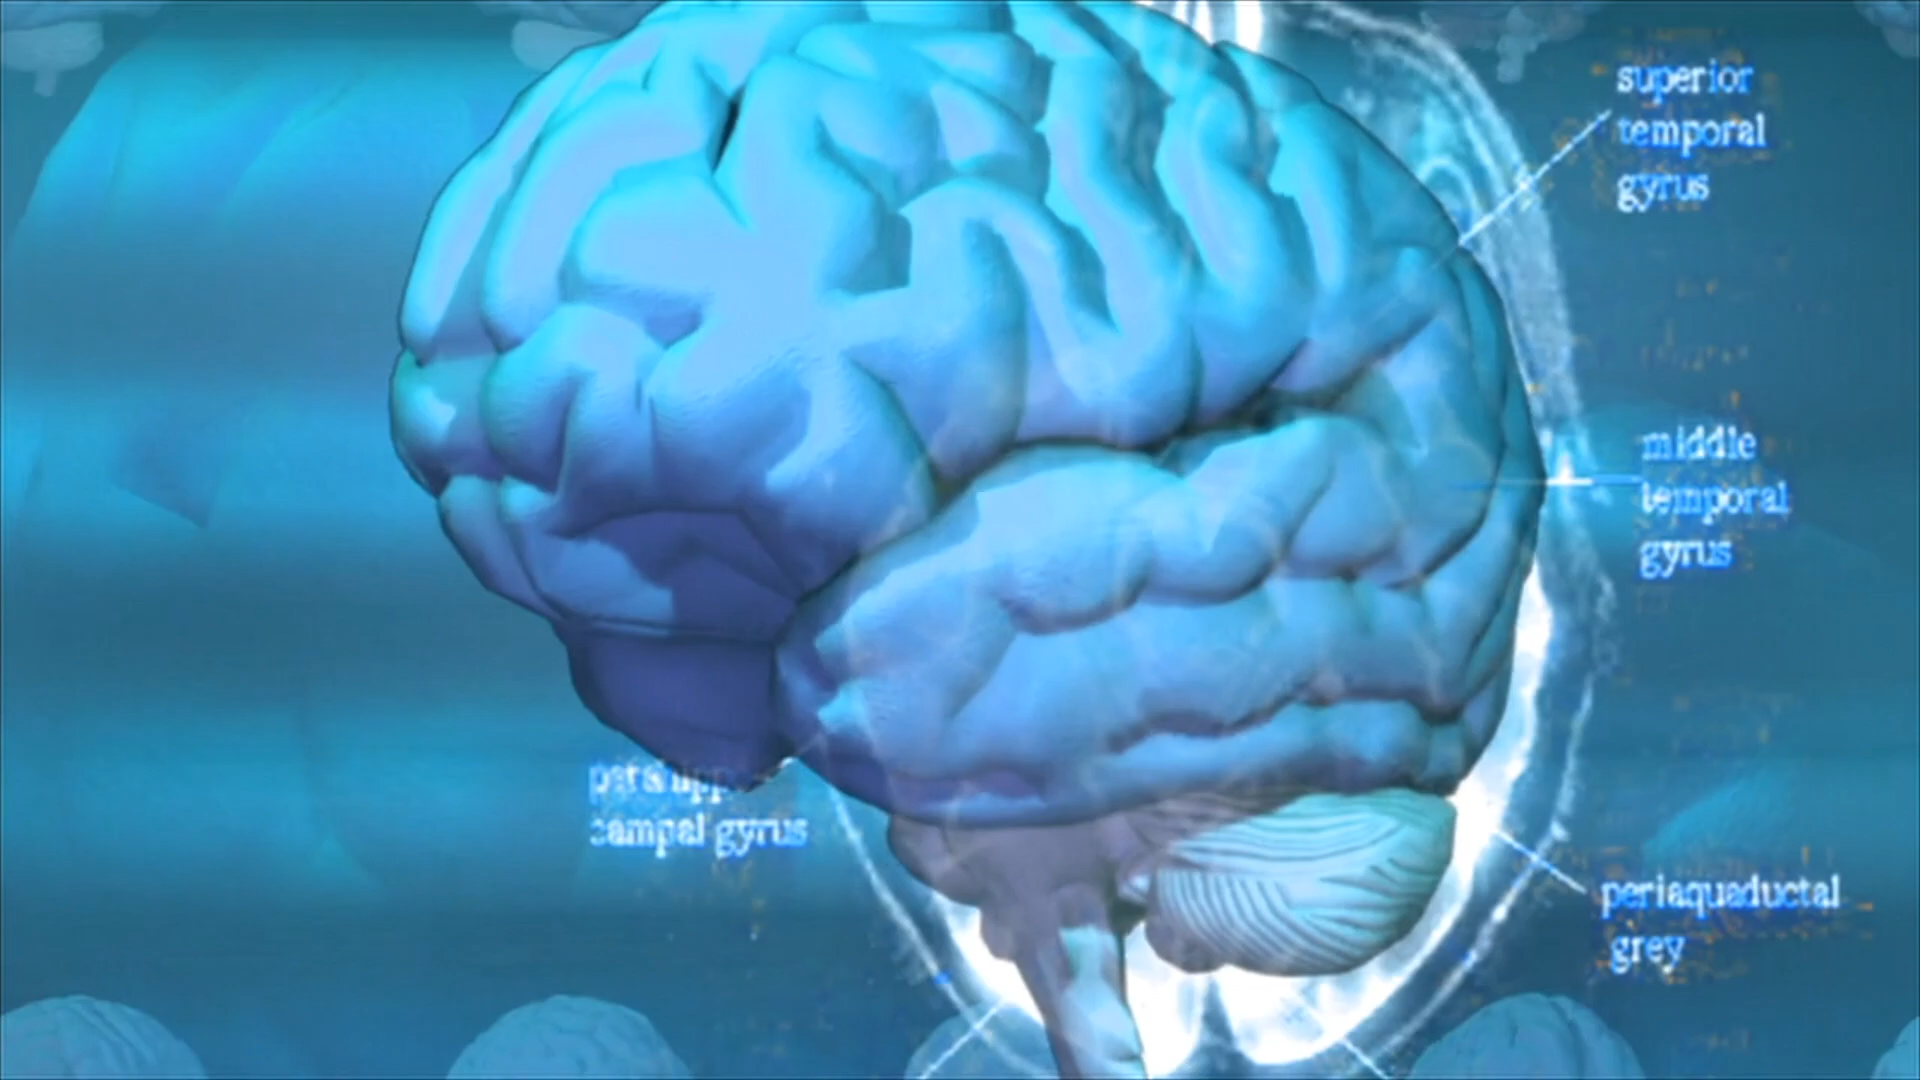 superior
temporal
gyrus
middle
temporal
gyrus
campal gyrus
periaquaductal
grey